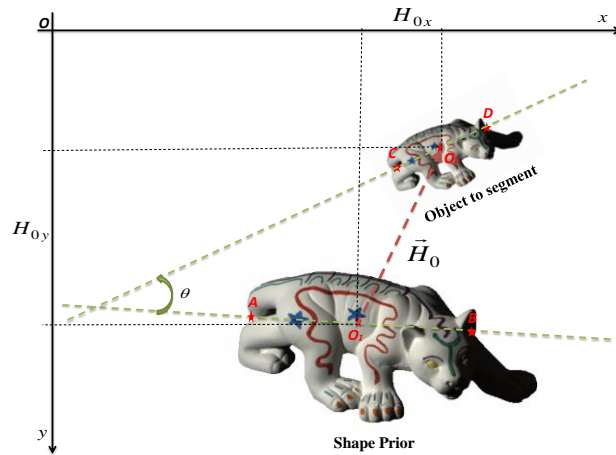 O
H0x
x
D
C
O2
Object to segment
H0y
H⃗0
θ
A
B
O1
y
Shape Prior